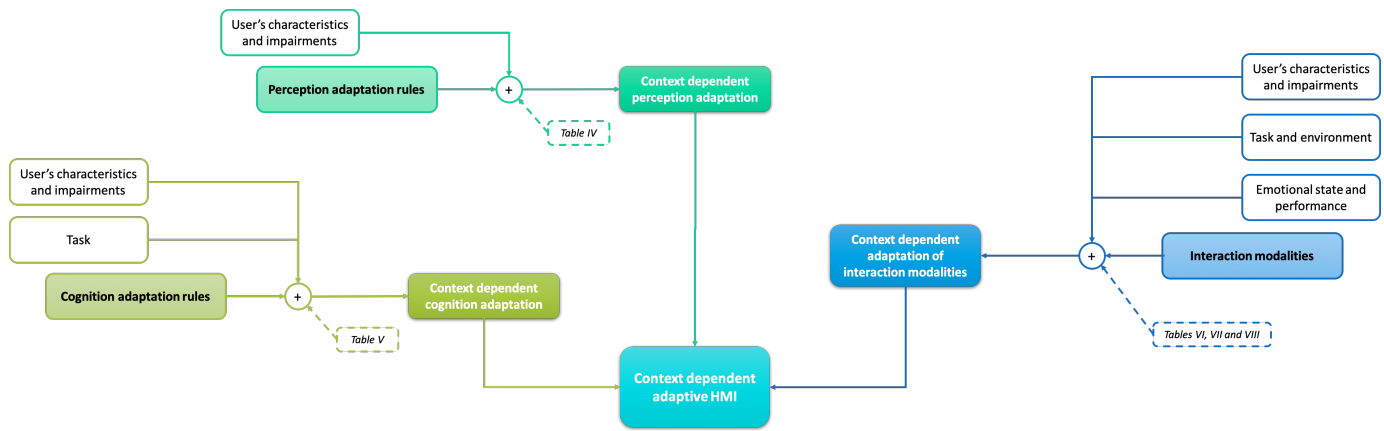 User's characteristics
and impairments
Perception adaptation rules
+
Table IV
Context dependent
perception adaptation
User's characteristics
and impairments
Task
Cognition adaptation rules
+
Table V
Context dependent
cognition adaptation
User's characteristics
and impairments
Task and environment
Emotional state and
performance
Interaction modalities
+
Tables VI, VII and VIII
Context dependent
adaptation of
interaction modalities
Context dependent
adaptive HMI